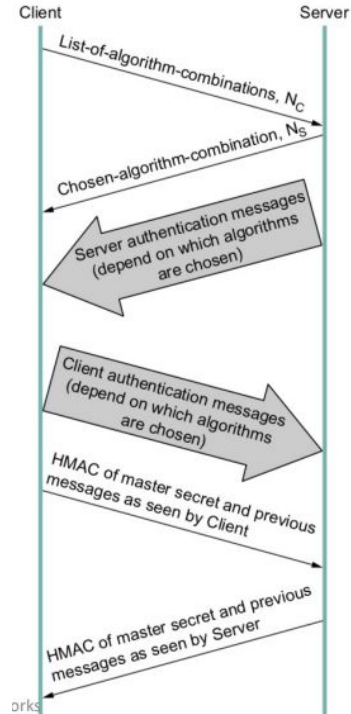 Client
Server
List-of-algorithm-combinations, N_C
Chosen-algorithm-combination, N_S
Server authentication messages
(depend on which algorithms
are chosen)
Client authentication messages
(depend on which algorithms
are chosen)
HMAC of master secret and previous
messages as seen by Client
HMAC of master secret and previous
messages as seen by Server
orks